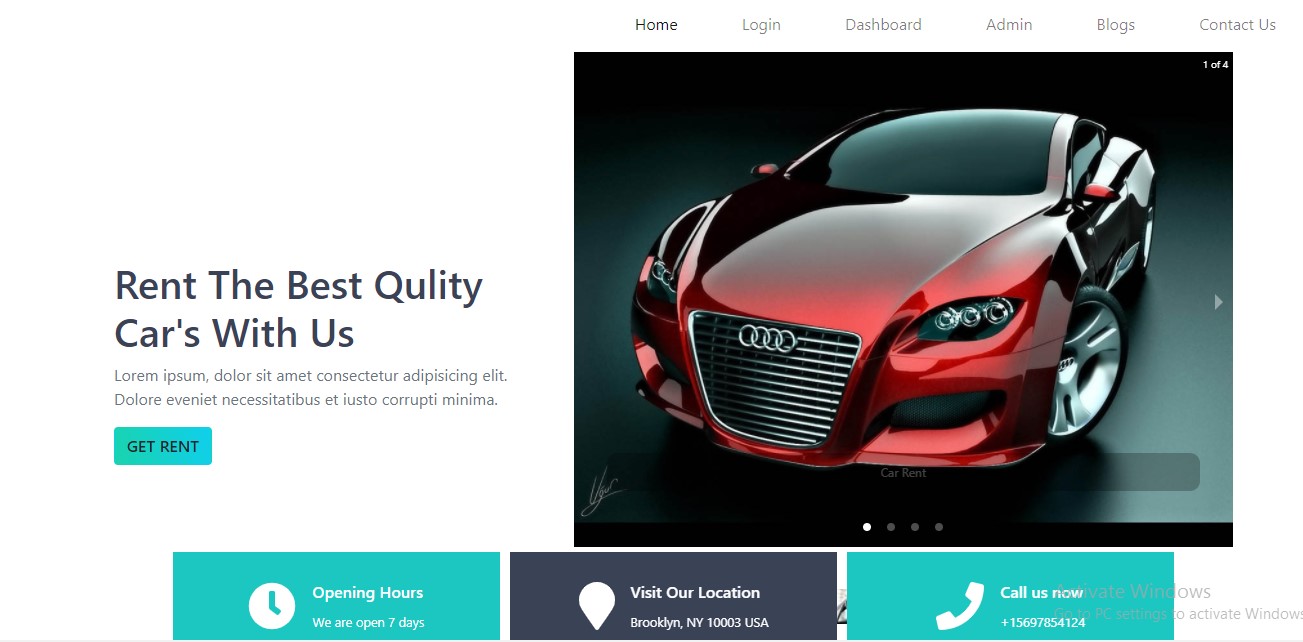 Home Login Dashboard Admin Blogs Contact Us
1 of 4
Rent The Best Qulity
Car's With Us
Lorem ipsum, dolor sit amet consectetur adipisicing elit.
Dolore eveniet necessitatibus et iusto corrupti minima.
GET RENT
Car Rent
Opening Hours
We are open 7 days
Visit Our Location
Brooklyn, NY 10003 USA
Call us now
+15697854124
Activate Windows
Go to PC settings to activate Windows